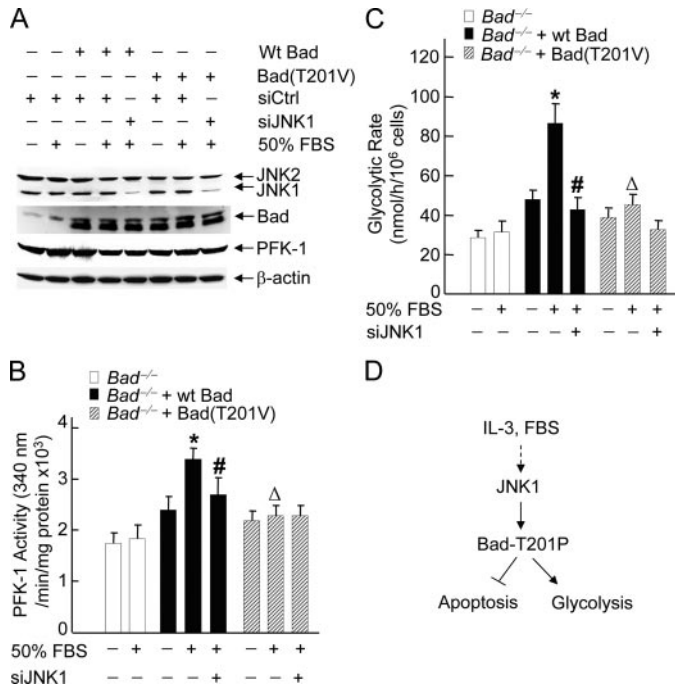 A
– – + + + – – – Wt Bad
– – – – – + + + Bad(T201V)
+ + + + – + + – siCtrl
– – – – + – – + siJNK1
– + – + + – + + 50% FBS
JNK2
JNK1
Bad
PFK-1
β-actin
B
Bad–/–
Bad–/– + wt Bad
Bad–/– + Bad(T201V)
PFK-1 Activity (340 nm
/min/mg protein x10³)
4
3
2
1
0
* # Δ
50% FBS – + – + + – + +
siJNK1 – – – – + – – +
C
Bad–/–
Bad–/– + wt Bad
Bad–/– + Bad(T201V)
Glycolytic Rate
(nmol/h/10⁶ cells)
120
100
80
60
40
20
0
* # Δ
50% FBS – + – + + – + +
siJNK1 – – – – + – – +
D
IL-3, FBS
JNK1
Bad-T201P
Apoptosis Glycolysis